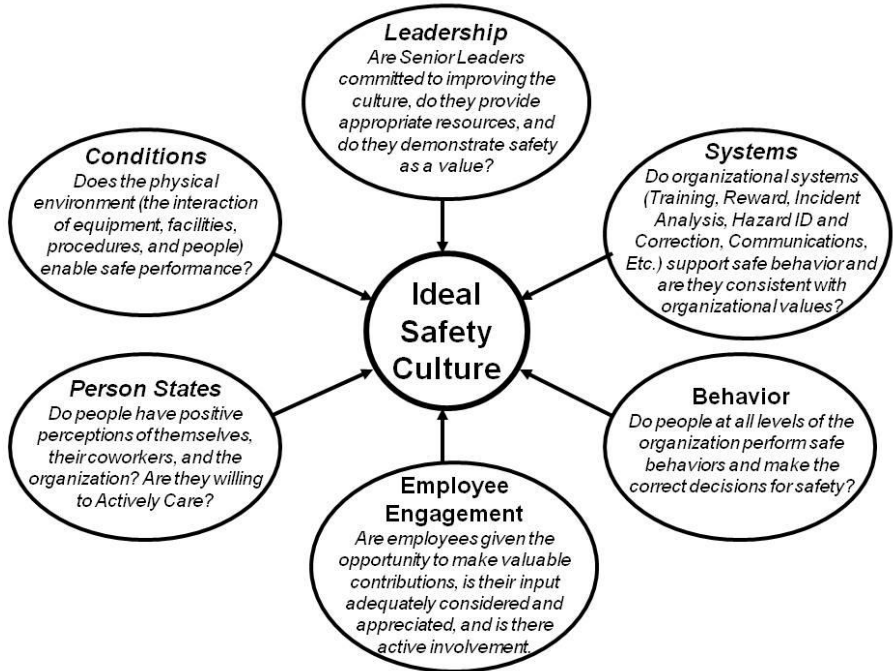 Leadership
Are Senior Leaders
committed to improving the
culture, do they provide
appropriate resources, and
do they demonstrate safety
as a value?
Conditions
Does the physical
environment (the interaction
of equipment, facilities,
procedures, and people)
enable safe performance?
Systems
Do organizational systems
(Training, Reward, Incident
Analysis, Hazard ID and
Correction, Communications,
Etc.) support safe behavior and
are they consistent with
organizational values?
Ideal
Safety
Culture
Person States
Do people have positive
perceptions of themselves,
their coworkers, and the
organization? Are they willing
to Actively Care?
Behavior
Do people at all levels of the
organization perform safe
behaviors and make the
correct decisions for safety?
Employee
Engagement
Are employees given the
opportunity to make valuable
contributions, is their input
adequately considered and
appreciated, and is there
active involvement.